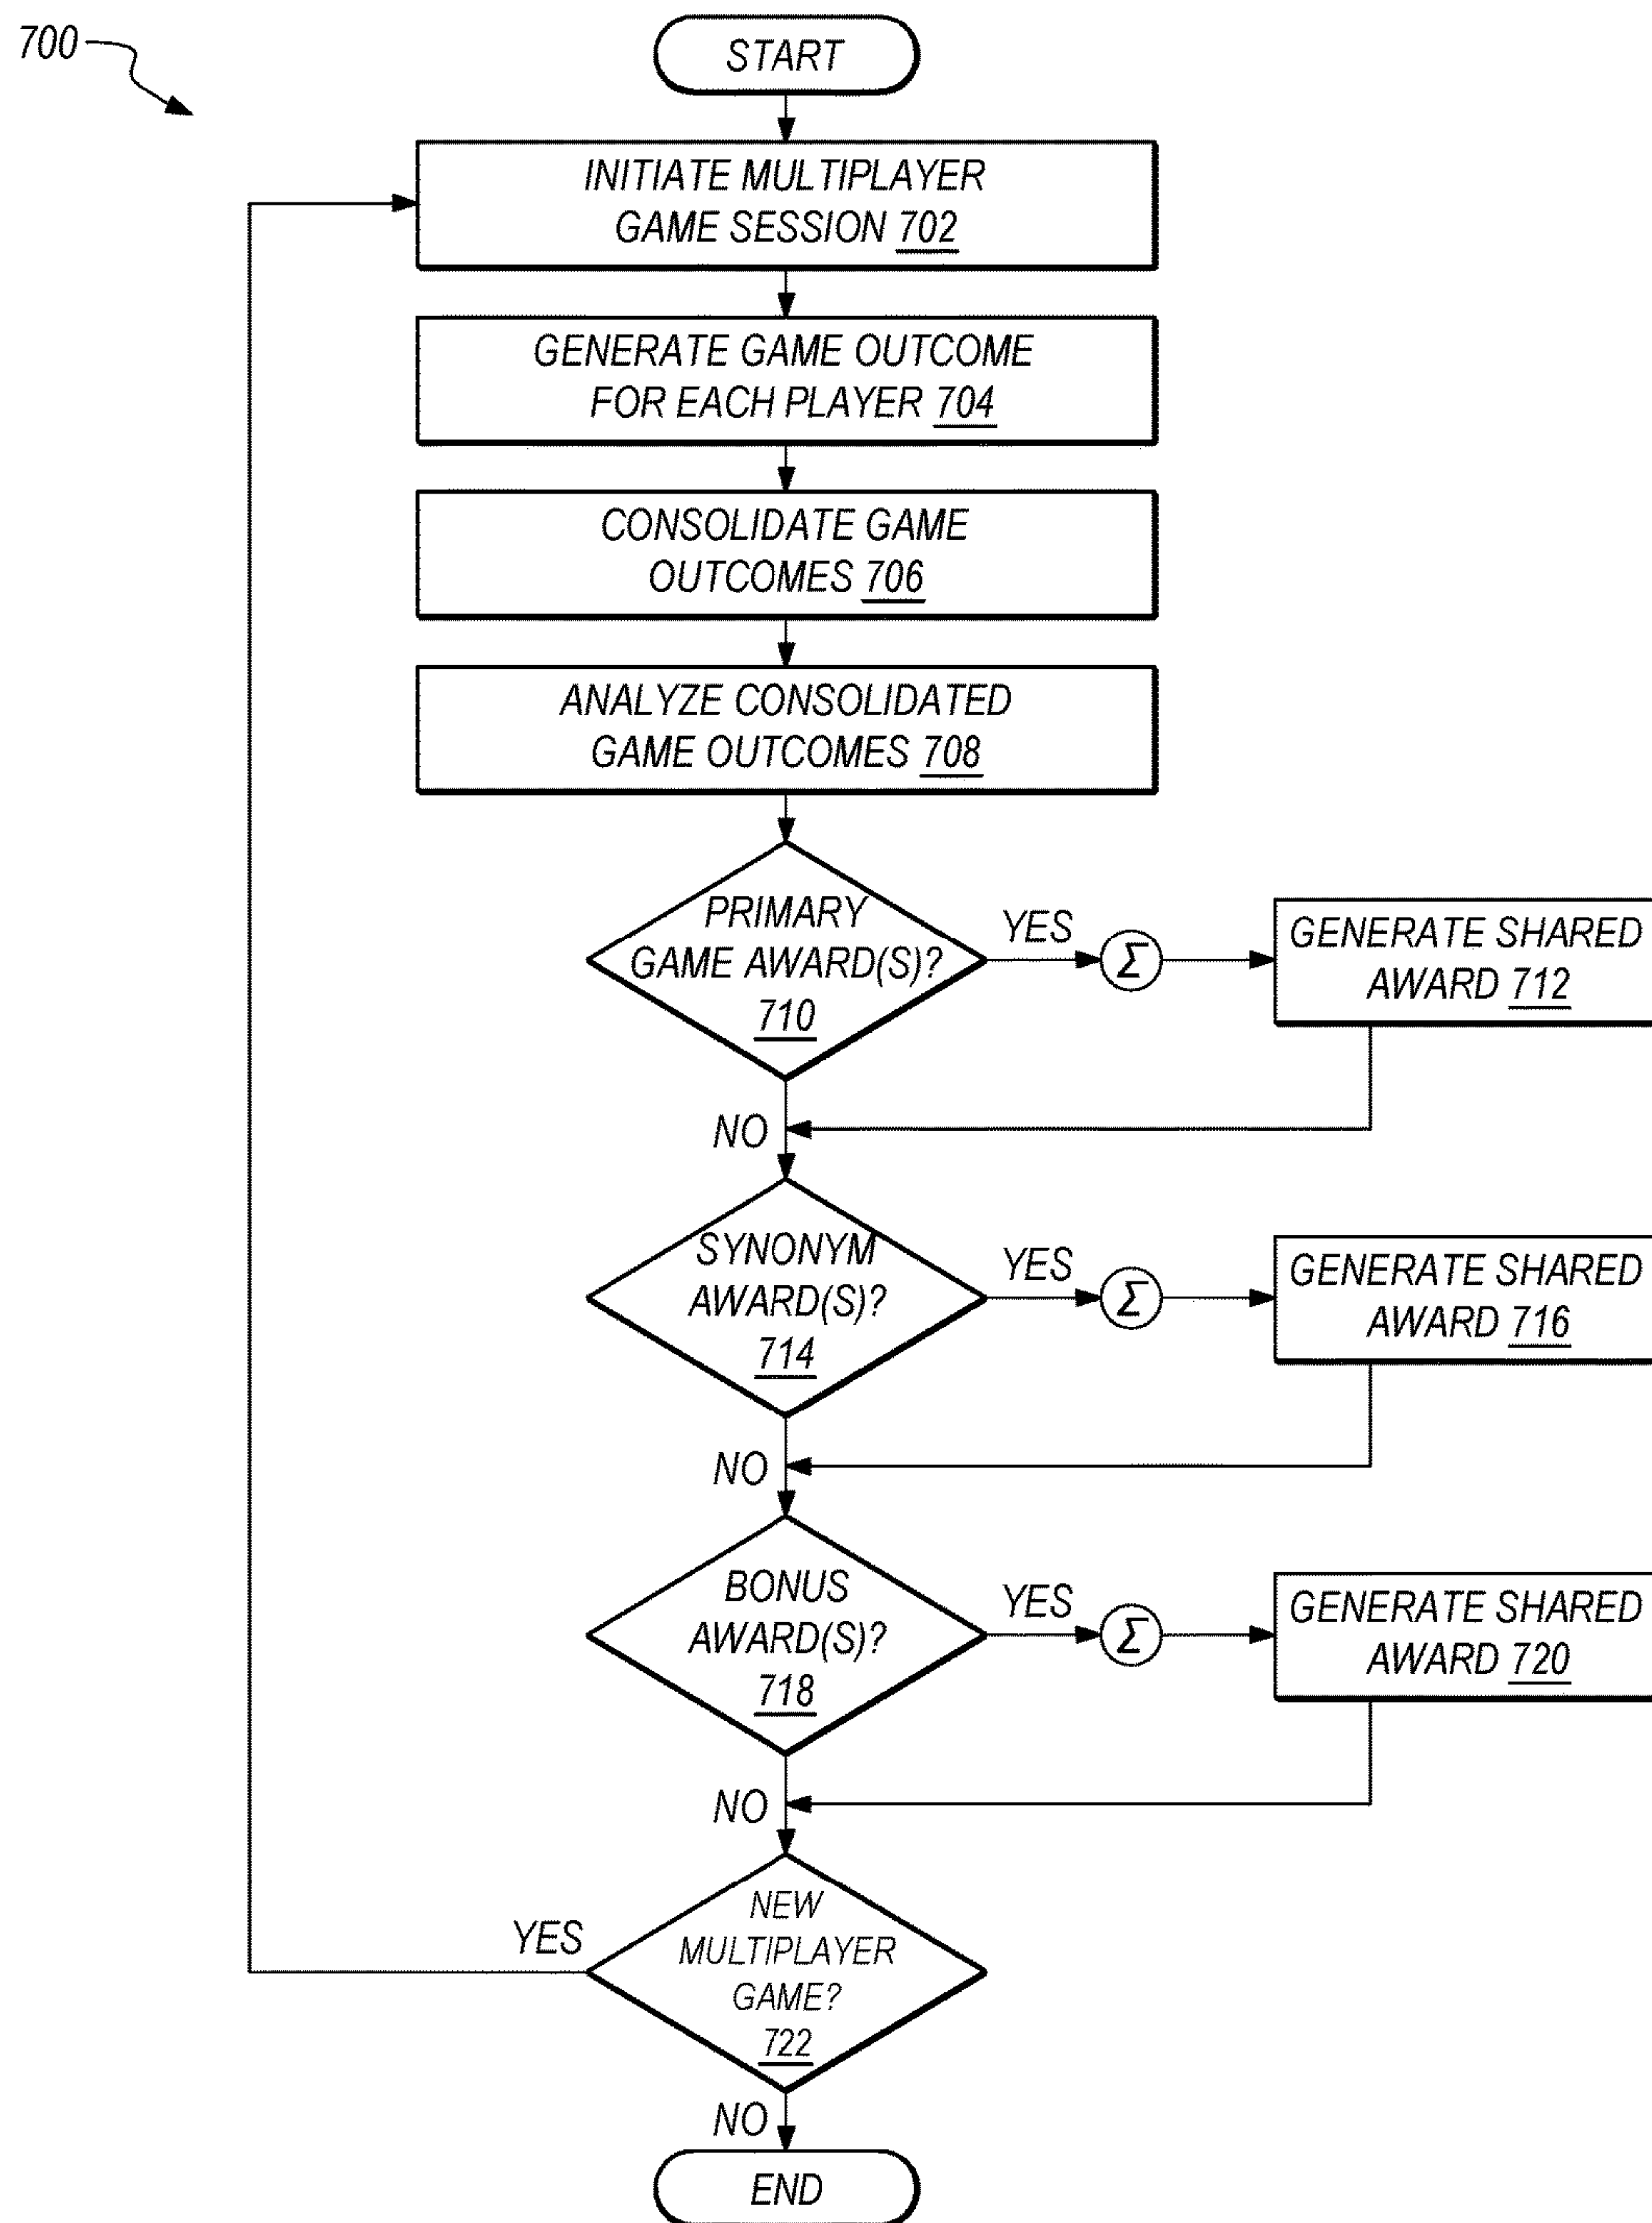 700
START
INITIATE MULTIPLAYER
GAME SESSION 702
GENERATE GAME OUTCOME
FOR EACH PLAYER 704
CONSOLIDATE GAME
OUTCOMES 706
ANALYZE CONSOLIDATED
GAME OUTCOMES 708
PRIMARY
GAME AWARD(S)?
710
YES
Σ
GENERATE SHARED
AWARD 712
NO
SYNONYM
AWARD(S)?
714
YES
Σ
GENERATE SHARED
AWARD 716
NO
BONUS
AWARD(S)?
718
YES
Σ
GENERATE SHARED
AWARD 720
NO
NEW
MULTIPLAYER
GAME?
722
YES
NO
END